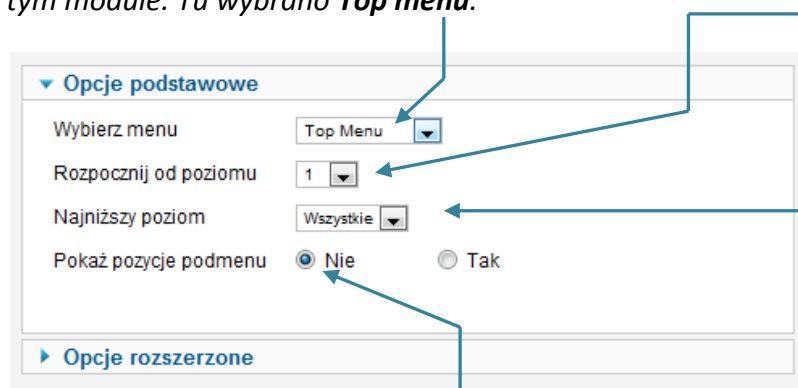 tym module. Tu wybrano Top menu.
Opcje podstawowe
Wybierz menu Top Menu
Rozpocznij od poziomu 1
Najniższy poziom Wszystkie
Pokaż pozycje podmenu Nie Tak
Opcje rozszerzone